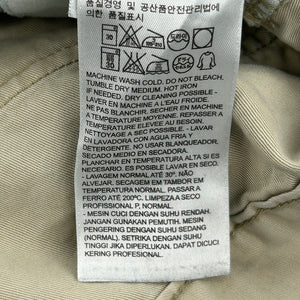 품질경영 및 공산품안전관리법에
의한 품질표시
30
30
MACHINE WASH COLD. DO NOT BLEACH.
TUMBLE DRY MEDIUM. HOT IRON
IF NEEDED. DRY CLEANING POSSIBLE -
LAVER EN MACHINE A L'EAU FROIDE.
NE PAS BLANCHIR. SECHER EN MACHINE
A TEMPERATURE MOYENNE. REPASSER A
TEMPERATURE ELEVEE AU BESOIN.
NETTOYAGE A SEC POSSIBLE. - LAVAR
EN LAVADORA CON AGUA FRIA Y
DETERGENTE. NO USAR BLANQUEADOR.
SECADO MEDIO EN SECADORA.
PLANCHADO A TEMPERATURA ALTA SI ES
NECESARIO. LIMPIEZA EN SECO POSIBLE.
- LAVAGEM NORMAL ATÉ 30º. NÃO
ALVEJAR. SECAGEM EM TAMBOR EM
TEMPERATURA NORMAL. PASSAR A
FERRO ATÉ 200ºC. LIMPEZA A SECO
PROFISSIONAL P, NORMAL.
- MESIN CUCI DENGAN SUHU RENDAH.
JANGAN GUNAKAN PEMUTIH. MESIN
PENGERING DENGAN SUHU SEDANG
(NORMAL). SETRIKA DENGAN SUHU
TINGGI JIKA DIPERLUKAN. DAPAT DICUCI
KERING PROFESIONAL.